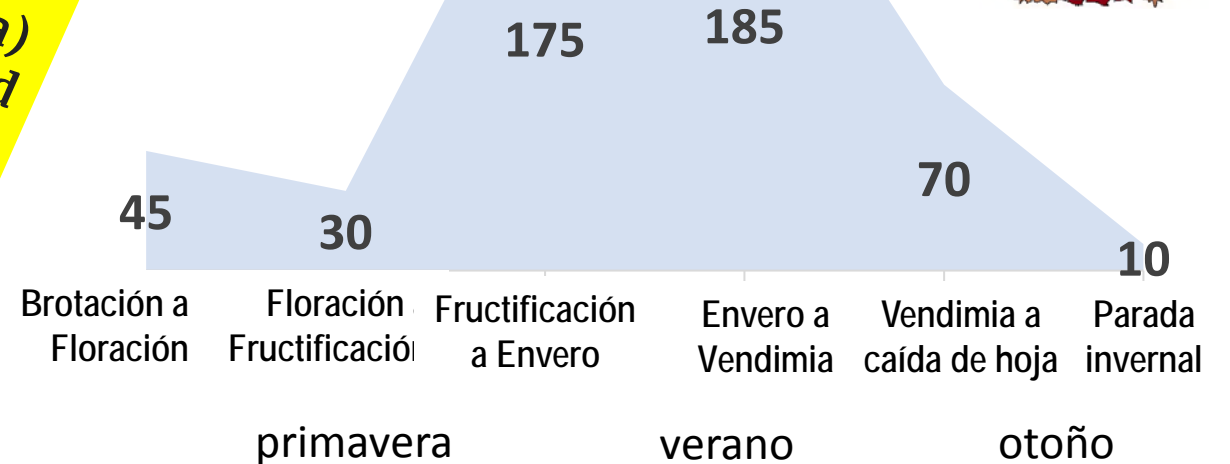 175
185
45
30
70
10
Brotación a
Floración
Floración
Fructificación
Fructificación
a Envero
Envero a
Vendimia
Vendimia a
caída de hoja
Parada
invernal
primavera
verano
otoño